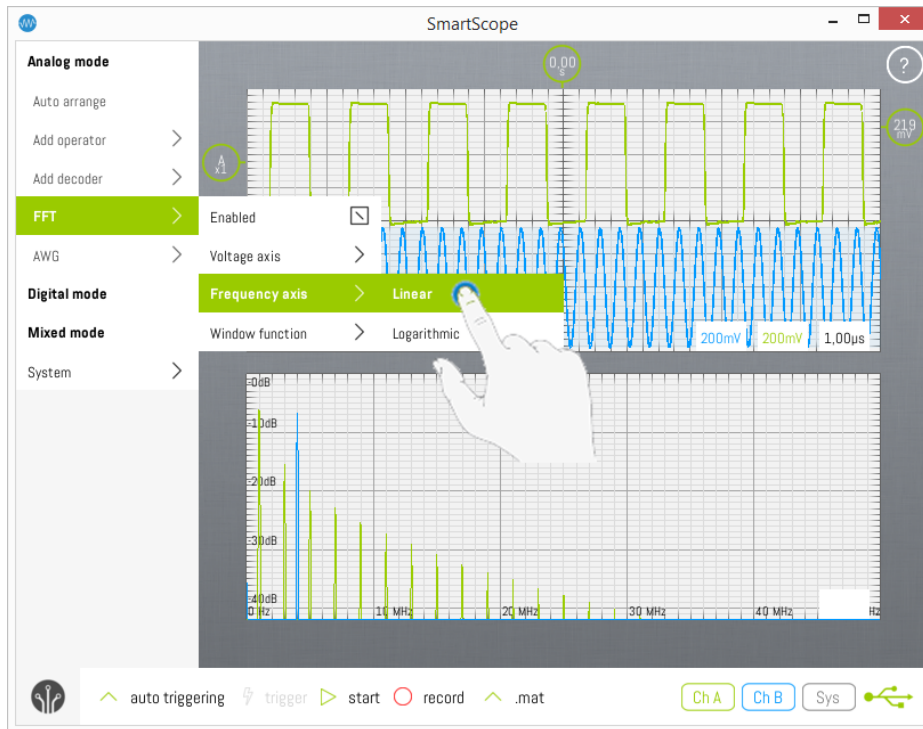 SmartScope
Analog mode
Auto arrange
Add operator
Add decoder
FFT
AWG
Digital mode
Mixed mode
System
Enabled
Voltage axis
Frequency axis
Window function
Linear
Logarithmic
0,00
s
?
219
mV
A
x1
200mV 200mV 1,00µs
-0dB
-10dB
-20dB
-30dB
-40dB
0 Hz 10 MHz 20 MHz 30 MHz 40 MHz Hz
auto triggering trigger start record .mat
Ch A Ch B Sys